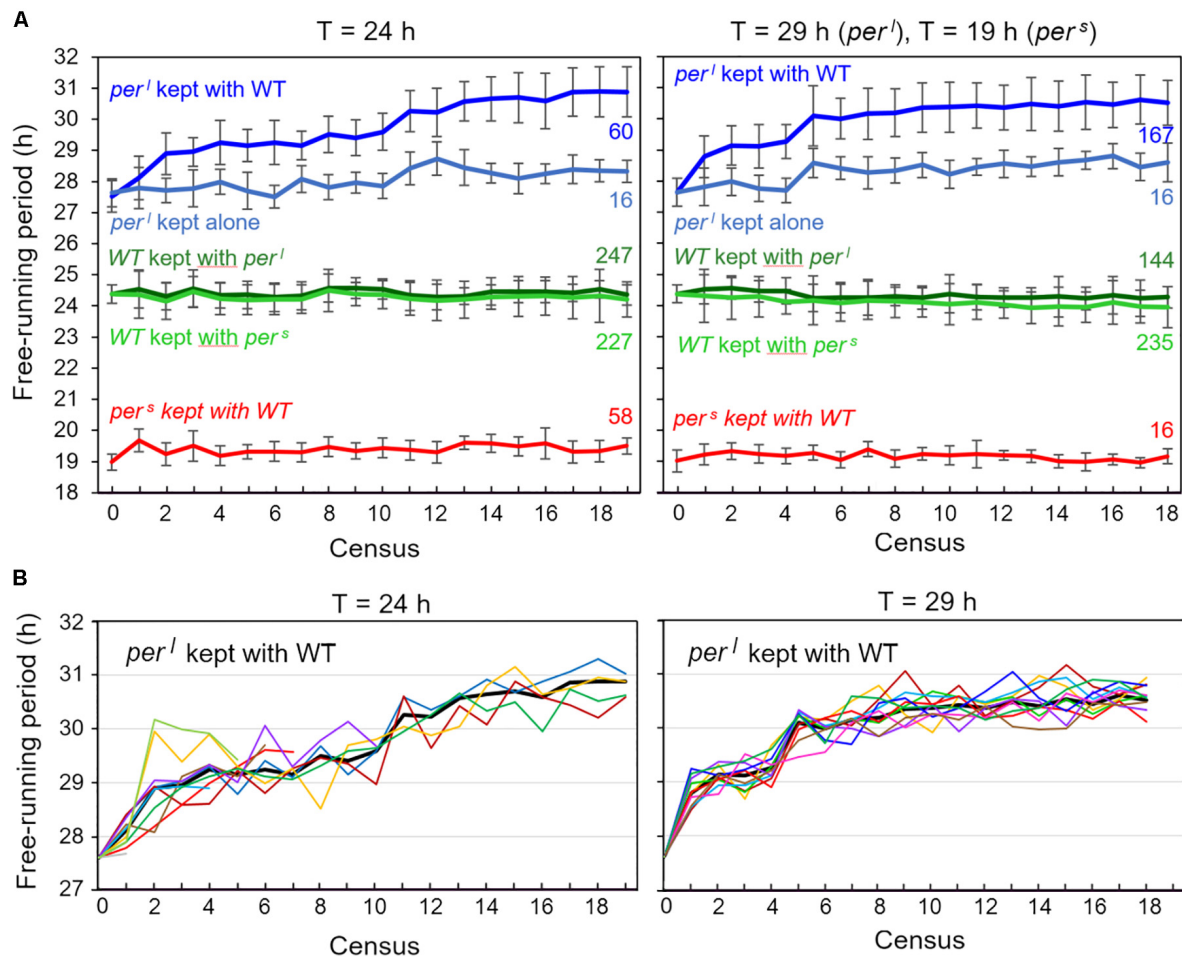 A
T = 24 h
T = 29 h (per l), T = 19 h (per s)
Free-running period (h)
32
31
30
29
28
27
26
25
24
23
22
21
20
19
18
per l kept with WT
60
16
per l kept alone
WT kept with per l
247
WT kept with per s
227
per s kept with WT
58
0 2 4 6 8 10 12 14 16 18
Census
per l kept with WT
167
16
per l kept alone
WT kept with per l
144
WT kept with per s
235
per s kept with WT
16
0 2 4 6 8 10 12 14 16 18
Census
B
T = 24 h
T = 29 h
Free-running period (h)
32
31
30
29
28
27
per l kept with WT
0 2 4 6 8 10 12 14 16 18
Census
per l kept with WT
0 2 4 6 8 10 12 14 16 18
Census